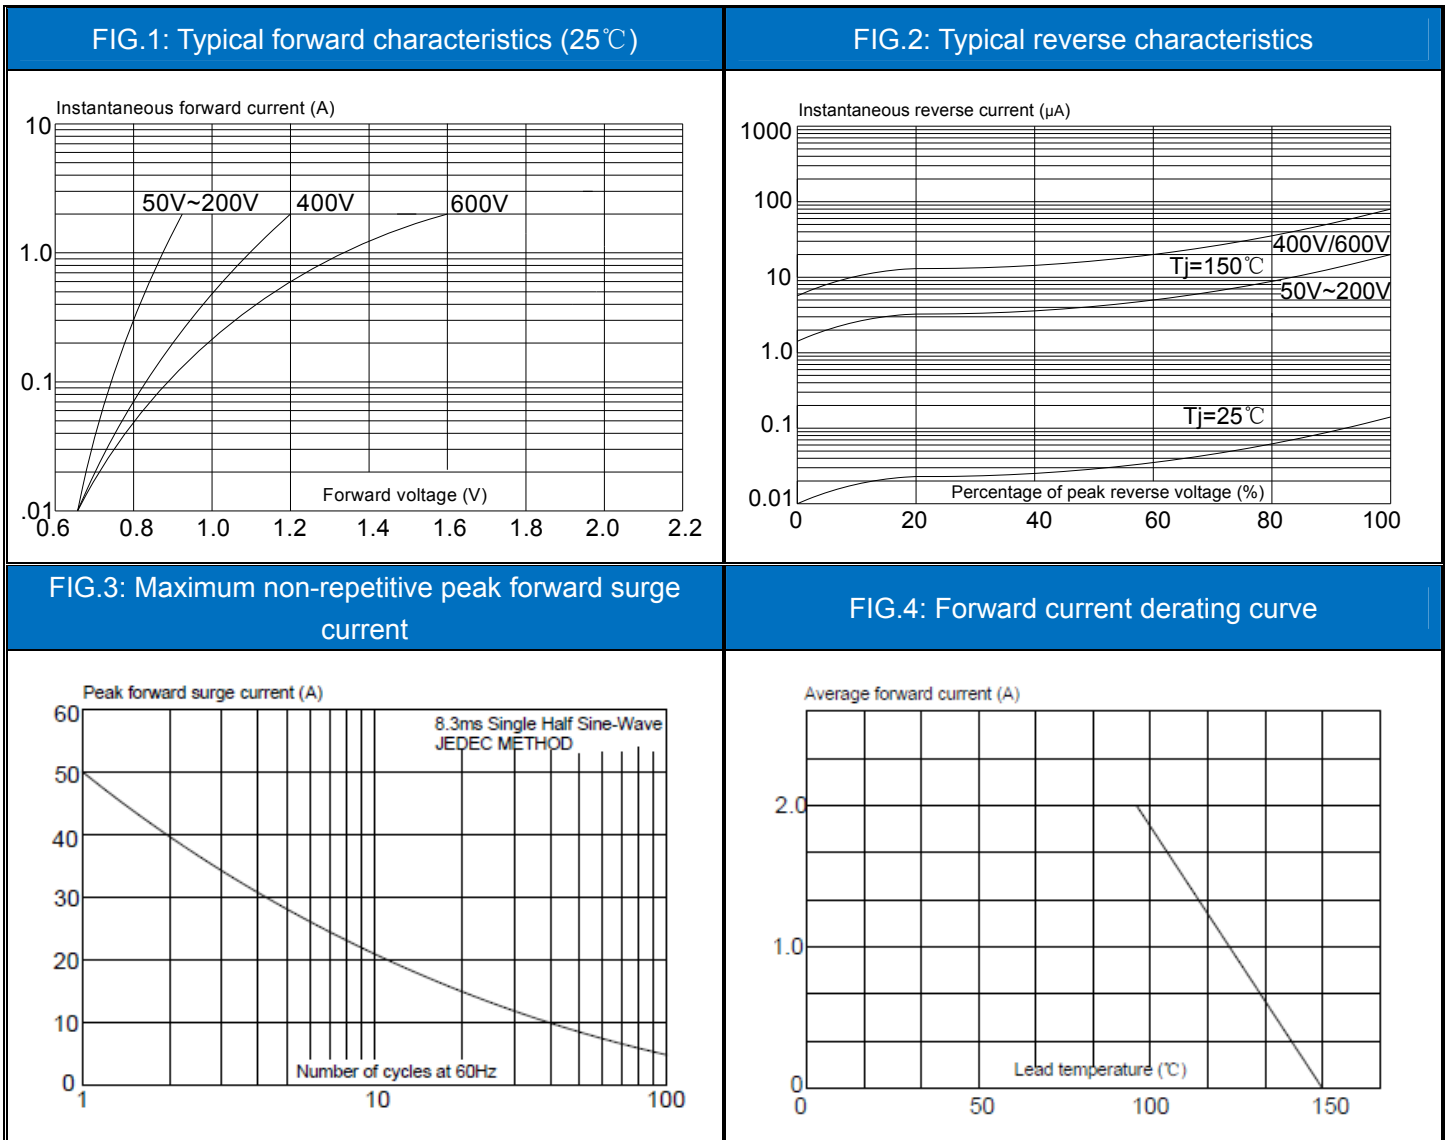 FIG.1: Typical forward characteristics (25℃)
Instantaneous forward current (A)
10
50V~200V 400V 600V
1.0
0.1
Forward voltage (V)
.01
0.6 0.8 1.0 1.2 1.4 1.6 1.8 2.0 2.2
FIG.2: Typical reverse characteristics
Instantaneous reverse current (μA)
1000
100
400V/600V
Tj=150℃
10
50V~200V
1.0
Tj=25℃
0.1
Percentage of peak reverse voltage (%)
0.01
0 20 40 60 80 100
FIG.3: Maximum non-repetitive peak forward surge
current
Peak forward surge current (A)
60
8.3ms Single Half Sine-Wave
JEDEC METHOD
50
40
30
20
10
Number of cycles at 60Hz
0
1 10 100
FIG.4: Forward current derating curve
Average forward current (A)
2.0
1.0
Lead temperature (℃)
0
0 50 100 150